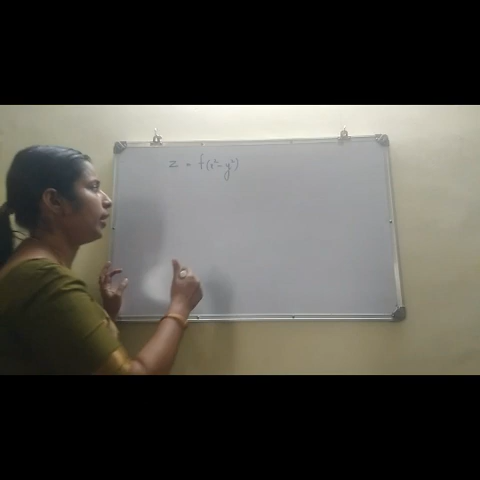 z = f(x²-y²)